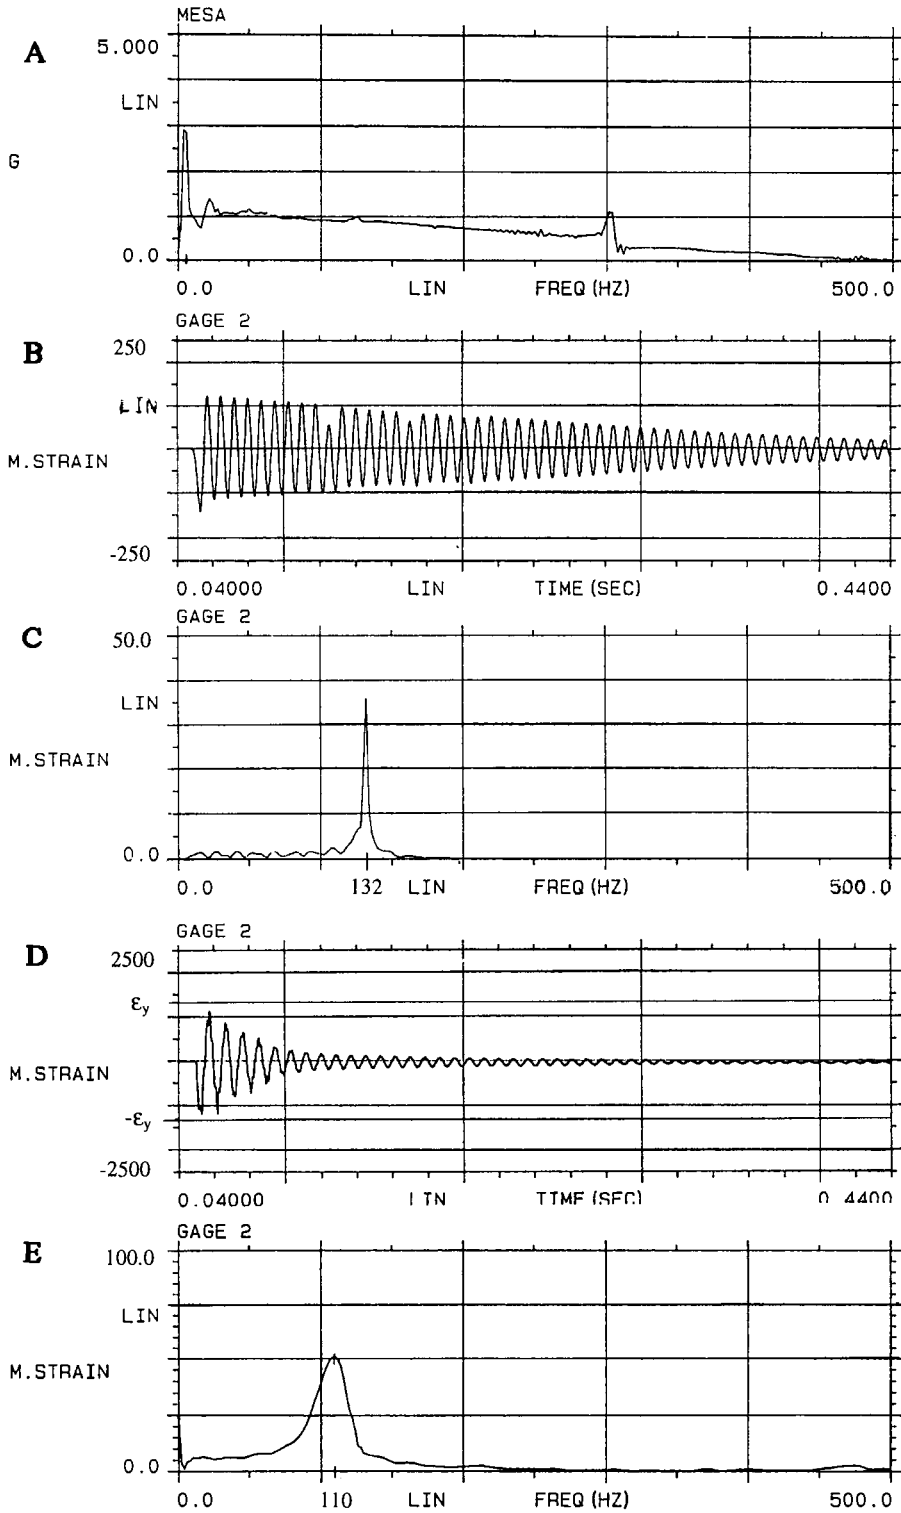 MESA
A
5.000
LIN
G
0.0
0.0 LIN FREQ (HZ) 500.0
GAGE 2
B
250
LIN
M.STRAIN
-250
0.04000 LIN TIME (SEC) 0.4400
GAGE 2
C
50.0
LIN
M.STRAIN
0.0
0.0 132 LIN FREQ (HZ) 500.0
GAGE 2
D
2500
εy
M.STRAIN
-εy
-2500
0.04000 LIN TIME (SEC) 0.4400
GAGE 2
E
100.0
LIN
M.STRAIN
0.0
0.0 110 LIN FREQ (HZ) 500.0